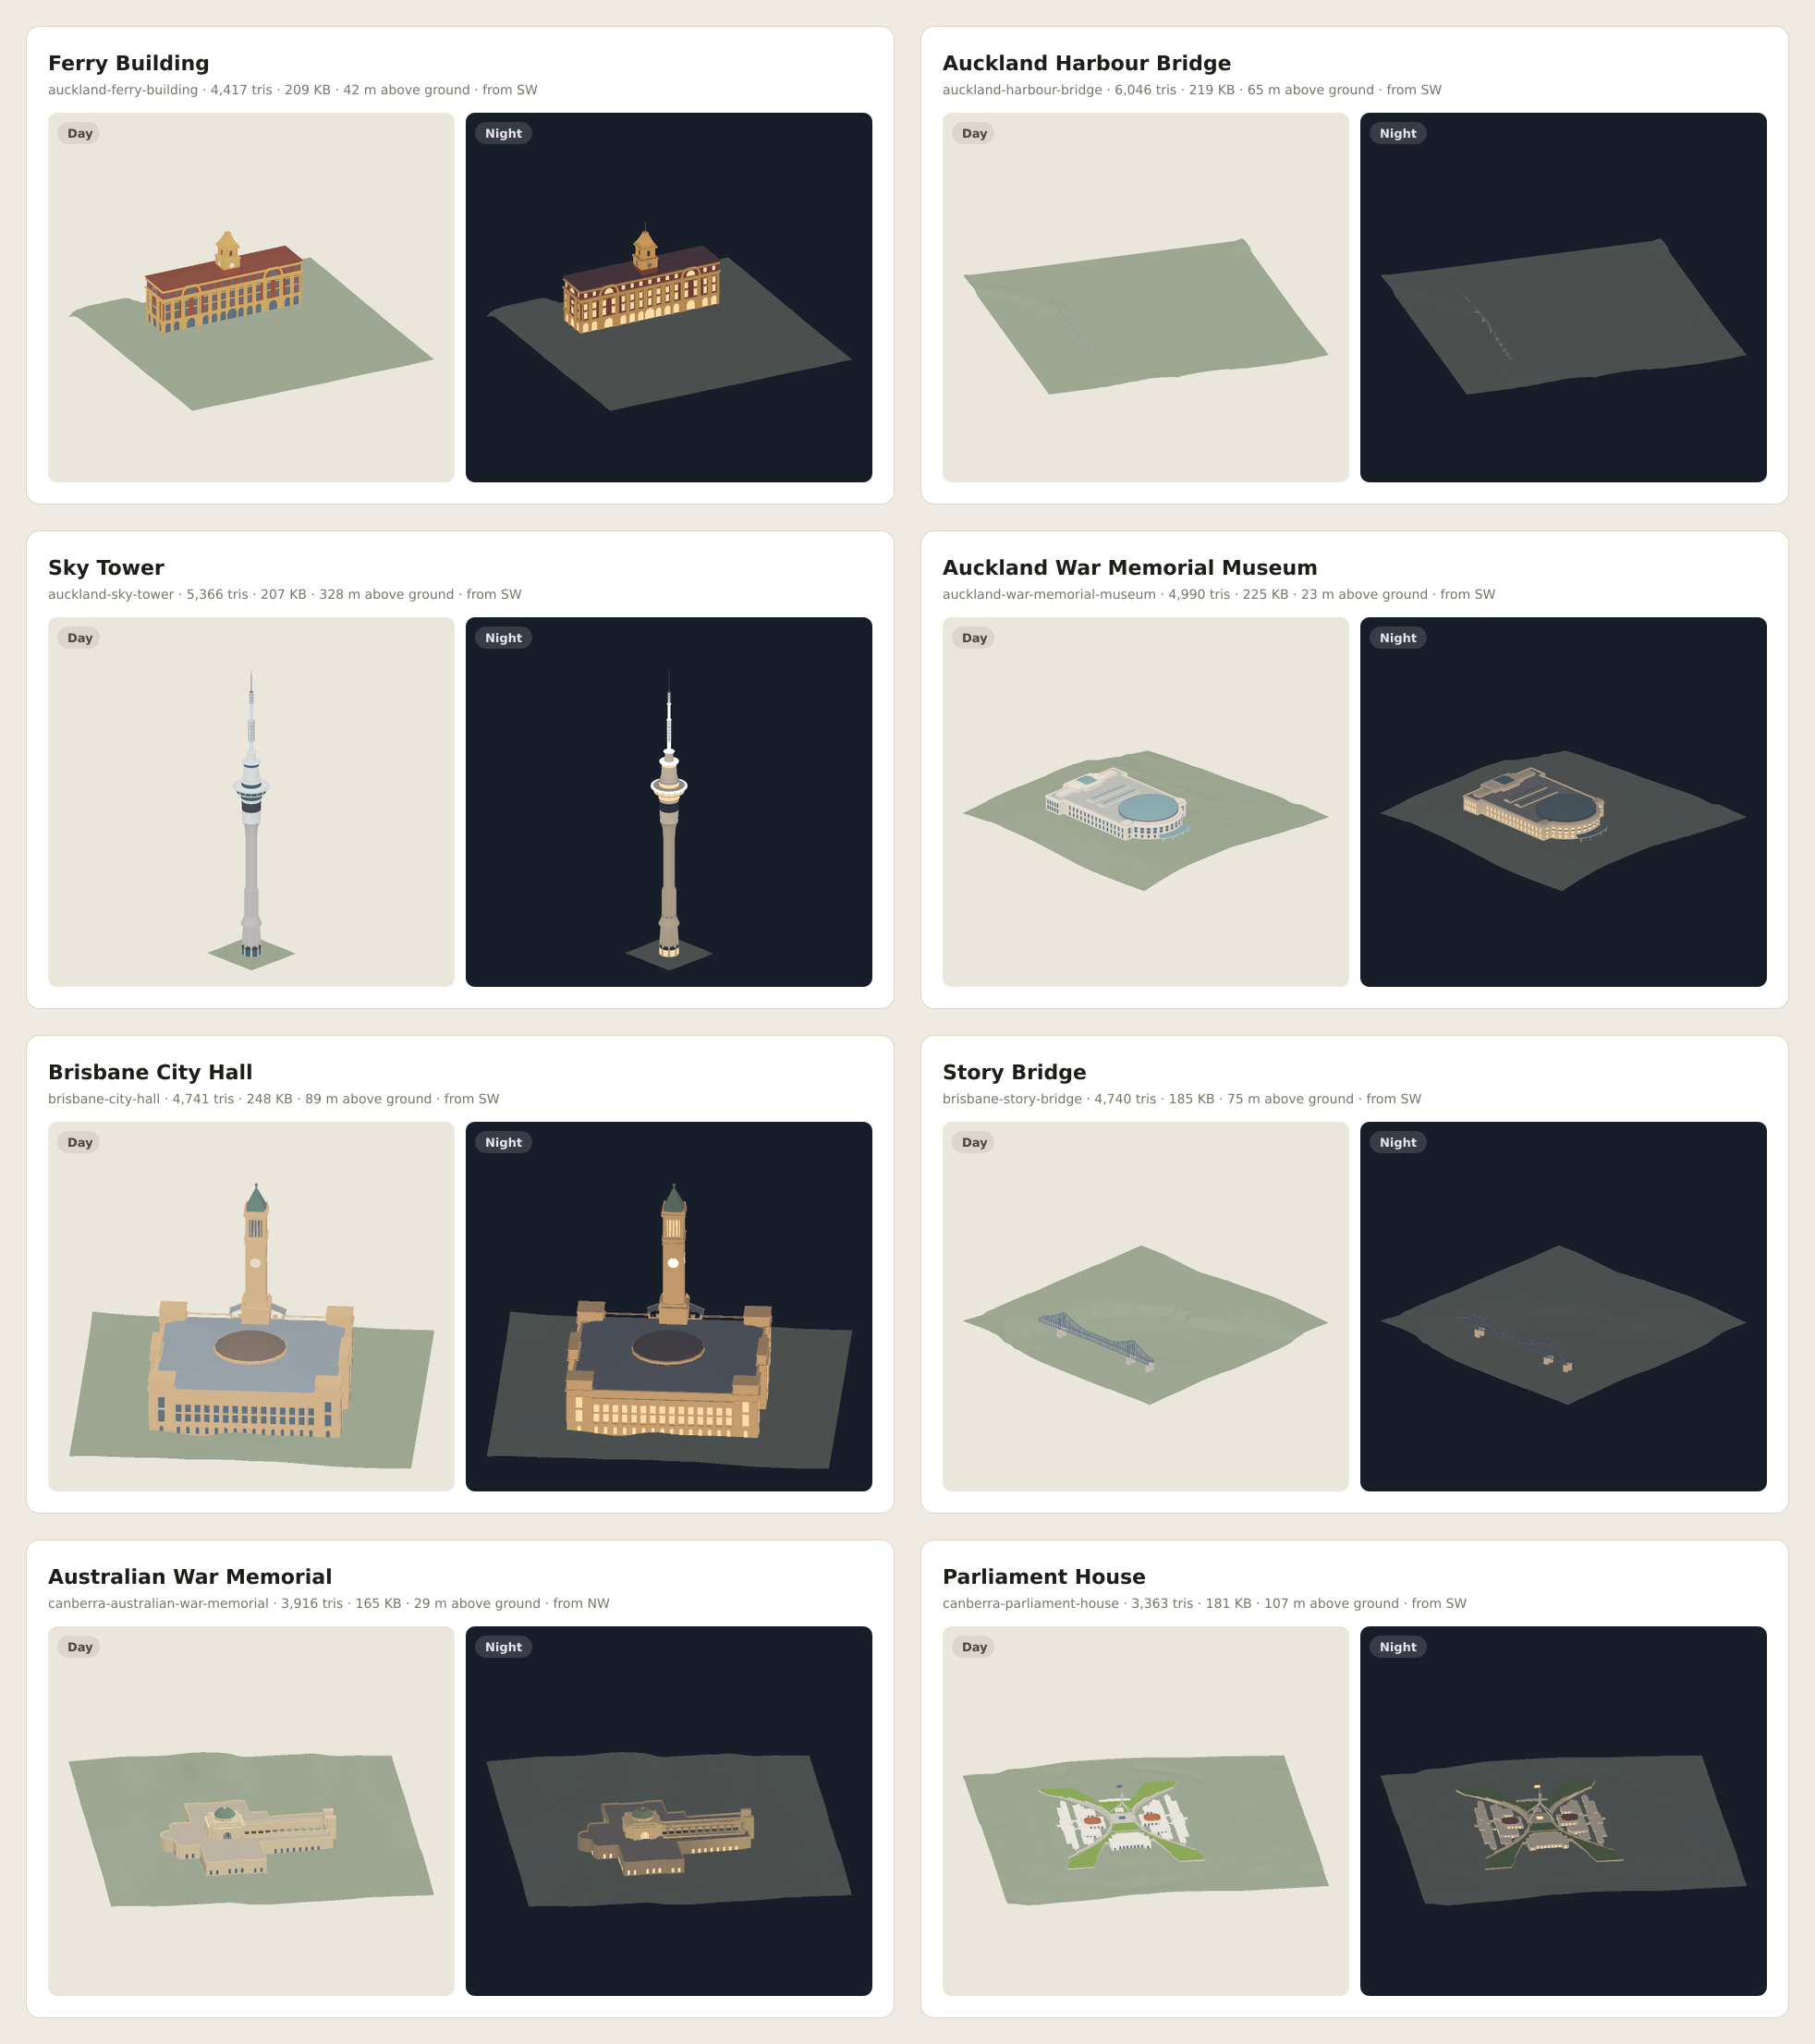 Ferry Building
auckland-ferry-building · 4,417 tris · 209 KB · 42 m above ground · from SW
Day
Night
Auckland Harbour Bridge
auckland-harbour-bridge · 6,046 tris · 219 KB · 65 m above ground · from SW
Day
Night
Sky Tower
auckland-sky-tower · 5,366 tris · 207 KB · 328 m above ground · from SW
Day
Night
Auckland War Memorial Museum
auckland-war-memorial-museum · 4,990 tris · 225 KB · 23 m above ground · from SW
Day
Night
Brisbane City Hall
brisbane-city-hall · 4,741 tris · 248 KB · 89 m above ground · from SW
Day
Night
Story Bridge
brisbane-story-bridge · 4,740 tris · 185 KB · 75 m above ground · from SW
Day
Night
Australian War Memorial
canberra-australian-war-memorial · 3,916 tris · 165 KB · 29 m above ground · from NW
Day
Night
Parliament House
canberra-parliament-house · 3,363 tris · 181 KB · 107 m above ground · from SW
Day
Night